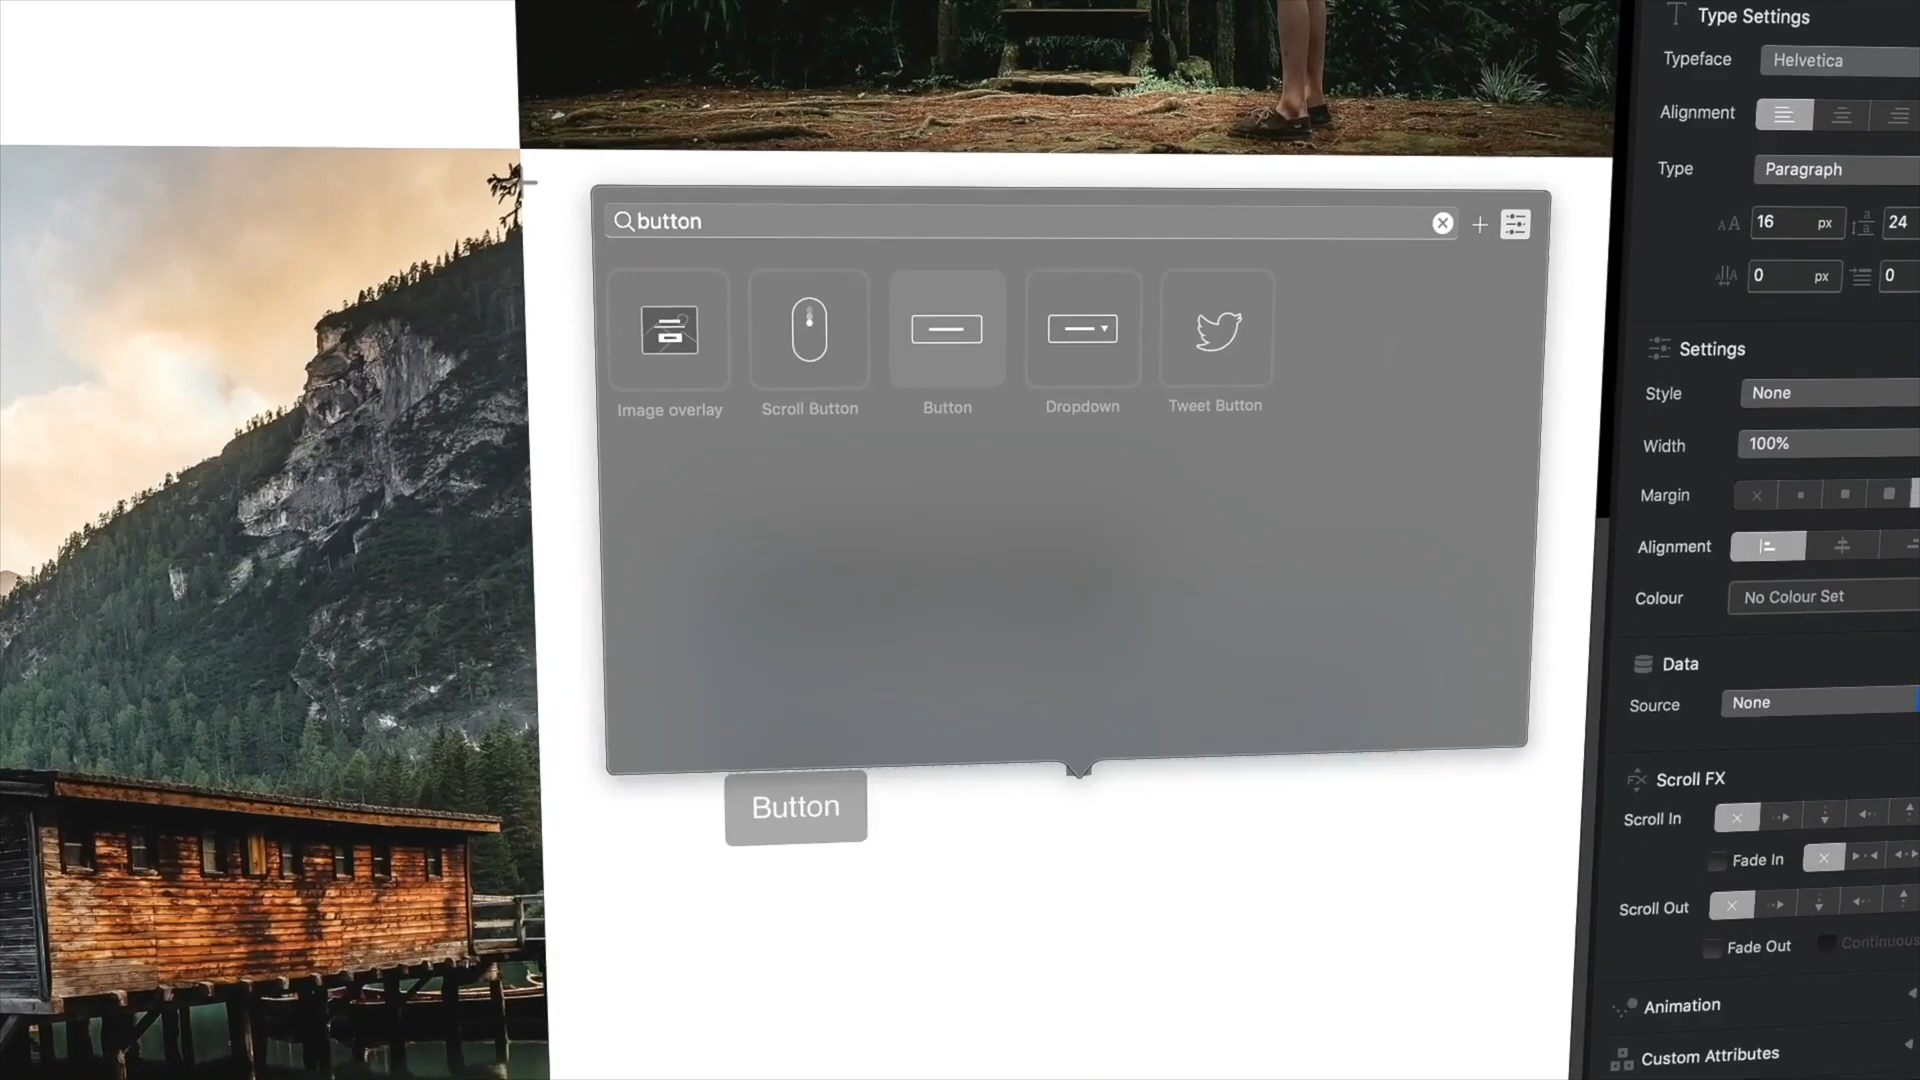 button
Image overlay
Scroll Button
Button
Dropdown
Tweet Button
Button
Type Settings
Typeface
Helvetica
Alignment
Type
Paragraph
16 px
24
0 px
0
Settings
Style
None
Width
100%
Margin
Alignment
Colour
No Colour Set
Data
Source
None
Scroll FX
Scroll In
Fade In
Scroll Out
Fade Out
Continuous
Animation
Custom Attributes